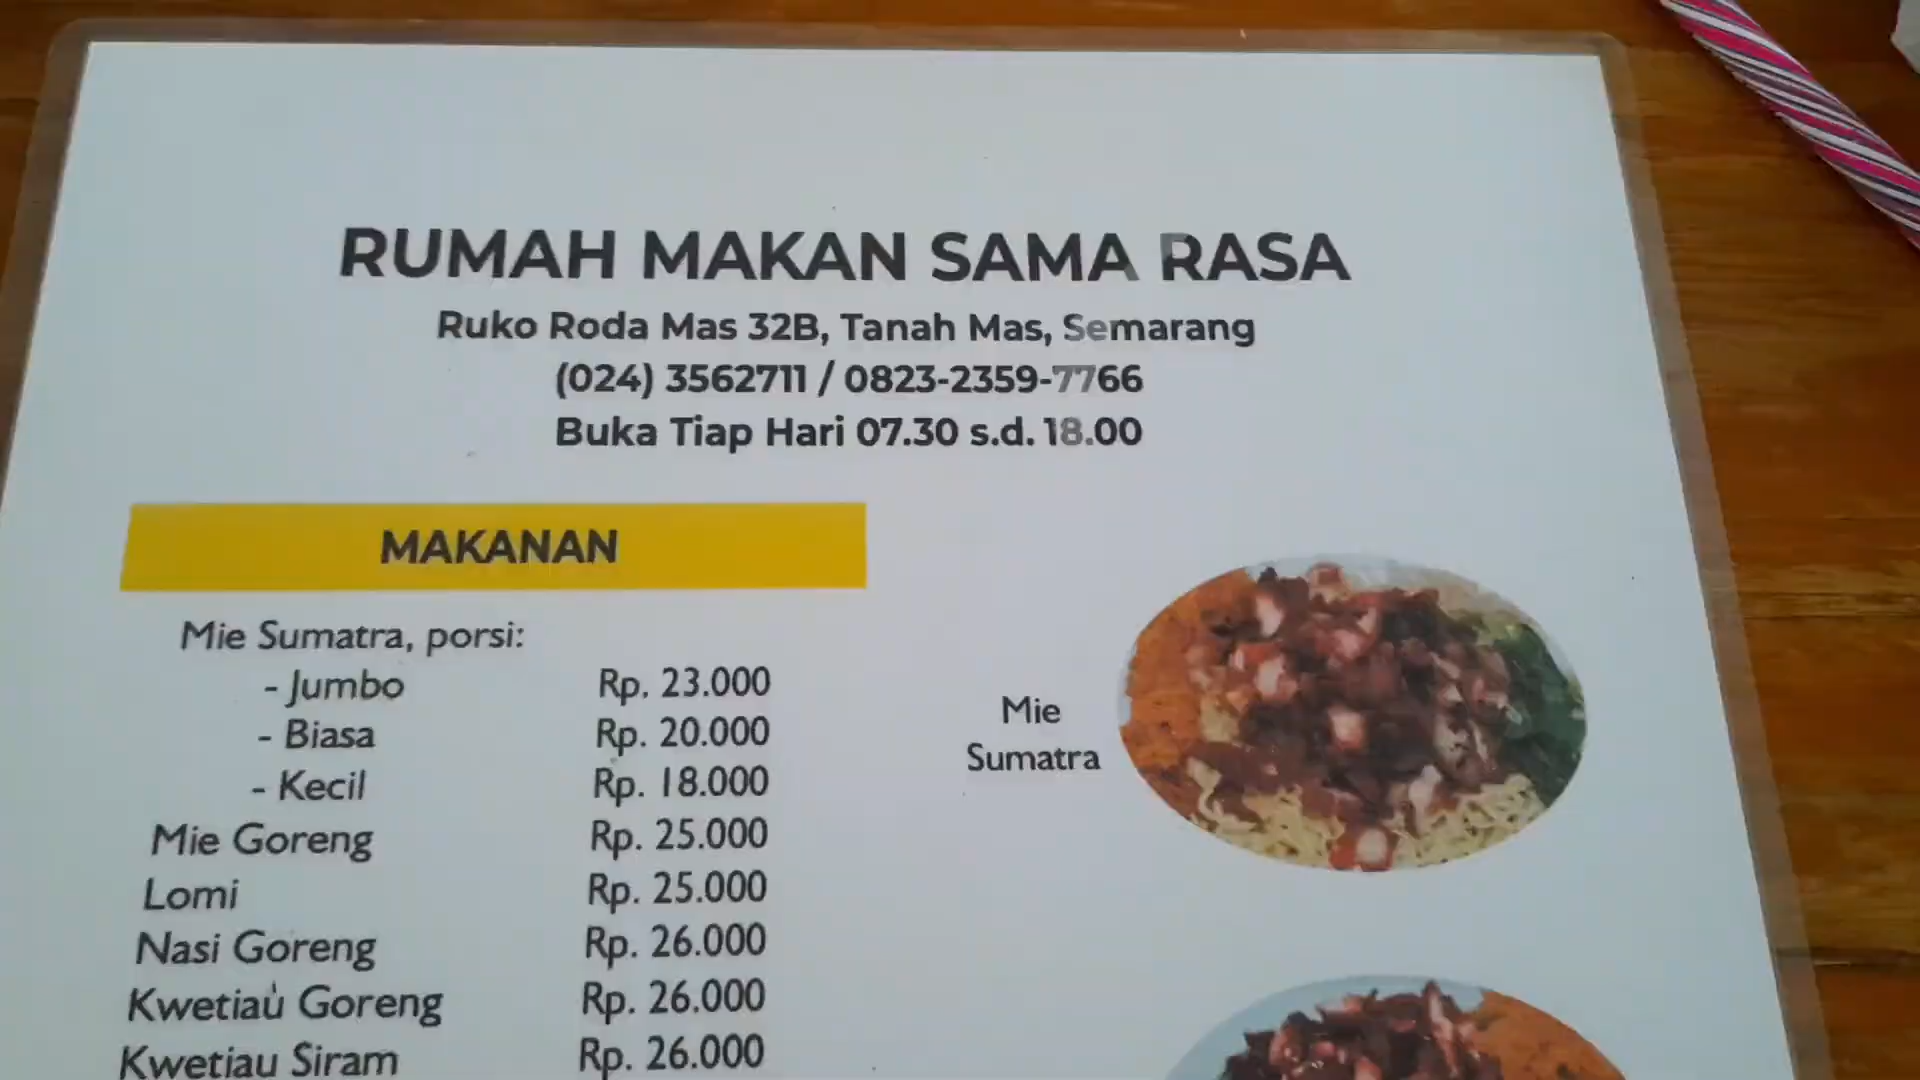 RUMAH MAKAN SAMA RASA
Ruko Roda Mas 32B, Tanah Mas, Semarang
(024) 3562711 / 0823-2359-7766
Buka Tiap Hari 07.30 s.d. 18.00
MAKANAN
Mie Sumatra, porsi:
- Jumbo Rp. 23.000
- Biasa Rp. 20.000
- Kecil Rp. 18.000
Mie Goreng Rp. 25.000
Lomi Rp. 25.000
Nasi Goreng Rp. 26.000
Kwetiau Goreng Rp. 26.000
Kwetiau Siram Rp. 26.000
Mie
Sumatra